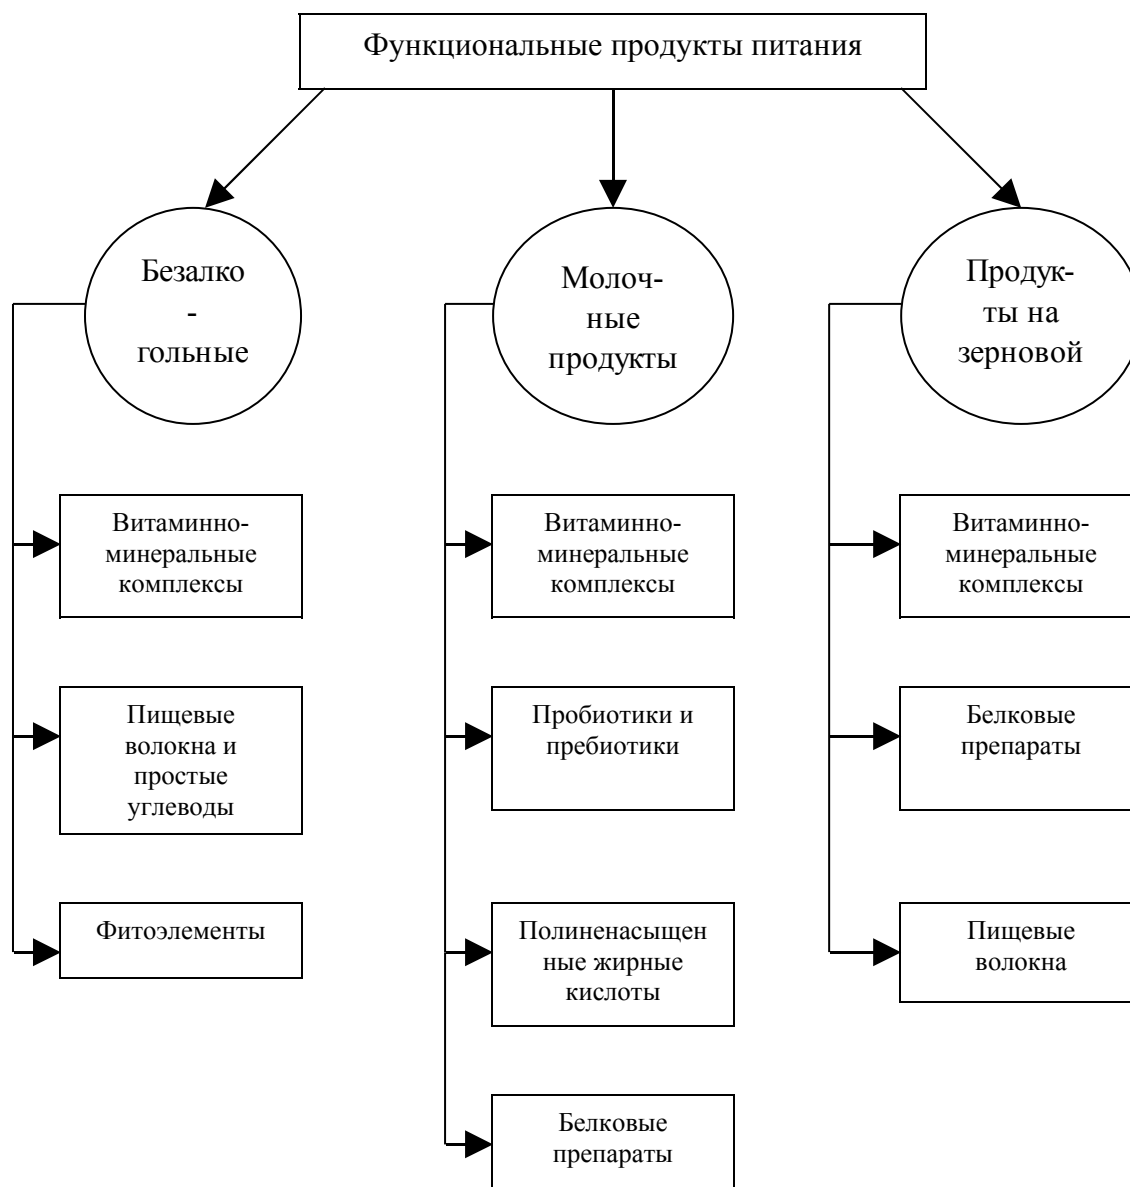 Функциональные продукты питания
Безалко
-
гольные
Молоч-
ные
продукты
Продук-
ты на
зерновой
Витаминно-
минеральные
комплексы
Витаминно-
минеральные
комплексы
Витаминно-
минеральные
комплексы
Пищевые
волокна и
простые
углеводы
Пробиотики и
пребиотики
Белковые
препараты
Фитоэлементы
Полиненасыщен
ные жирные
кислоты
Пищевые
волокна
Белковые
препараты